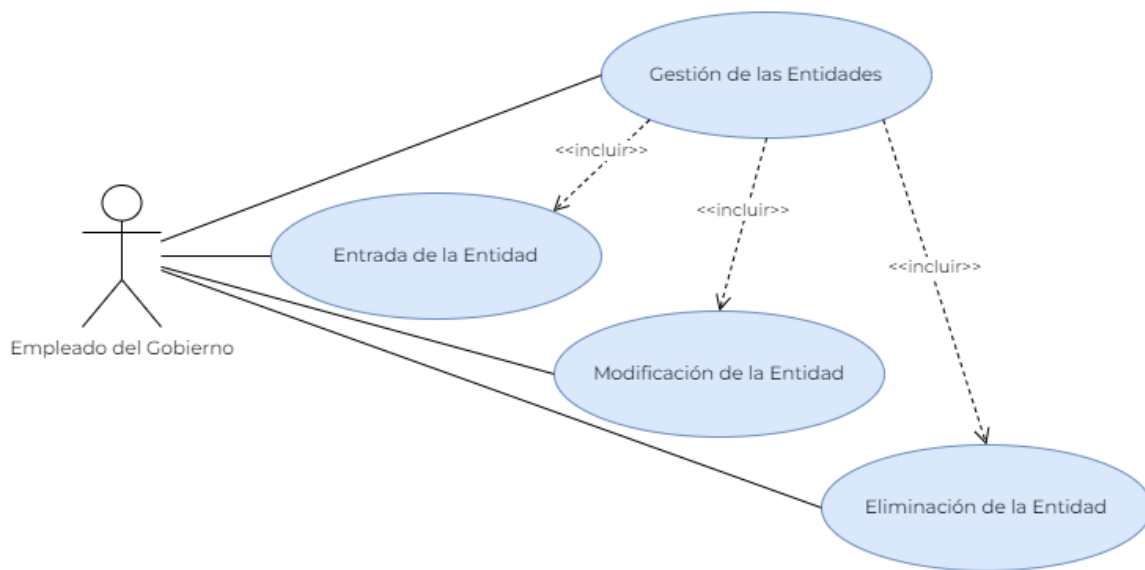 Gestión de las Entidades
<<incluir>>
<<incluir>>
Entrada de la Entidad
<<incluir>>
Empleado del Gobierno
Modificación de la Entidad
Eliminación de la Entidad